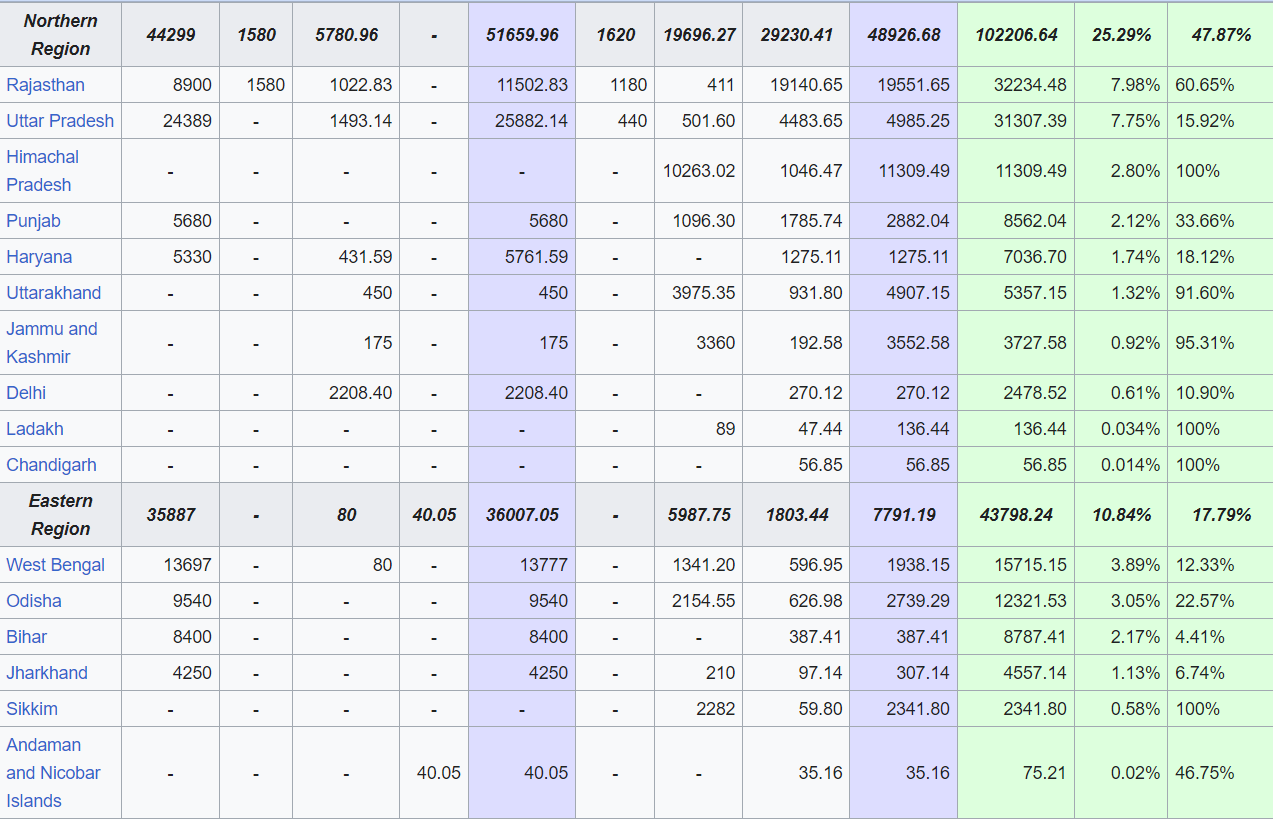 Northern Region 44299 1580 5780.96 - 51659.96 1620 19696.27 29230.41 48926.68 102206.64 25.29% 47.87%
Rajasthan 8900 1580 1022.83 - 11502.83 1180 411 19140.65 19551.65 32234.48 7.98% 60.65%
Uttar Pradesh 24389 - 1493.14 - 25882.14 440 501.60 4483.65 4985.25 31307.39 7.75% 15.92%
Himachal Pradesh - - - - - - 10263.02 1046.47 11309.49 11309.49 2.80% 100%
Punjab 5680 - - - 5680 - 1096.30 1785.74 2882.04 8562.04 2.12% 33.66%
Haryana 5330 - 431.59 - 5761.59 - - 1275.11 1275.11 7036.70 1.74% 18.12%
Uttarakhand - - 450 - 450 - 3975.35 931.80 4907.15 5357.15 1.32% 91.60%
Jammu and Kashmir - - 175 - 175 - 3360 192.58 3552.58 3727.58 0.92% 95.31%
Delhi - - 2208.40 - 2208.40 - - 270.12 270.12 2478.52 0.61% 10.90%
Ladakh - - - - - - 89 47.44 136.44 136.44 0.034% 100%
Chandigarh - - - - - - - 56.85 56.85 56.85 0.014% 100%
Eastern Region 35887 - 80 40.05 36007.05 - 5987.75 1803.44 7791.19 43798.24 10.84% 17.79%
West Bengal 13697 - 80 - 13777 - 1341.20 596.95 1938.15 15715.15 3.89% 12.33%
Odisha 9540 - - - 9540 - 2154.55 626.98 2739.29 12321.53 3.05% 22.57%
Bihar 8400 - - - 8400 - - 387.41 387.41 8787.41 2.17% 4.41%
Jharkhand 4250 - - - 4250 - 210 97.14 307.14 4557.14 1.13% 6.74%
Sikkim - - - - - - 2282 59.80 2341.80 2341.80 0.58% 100%
Andaman and Nicobar Islands - - - 40.05 40.05 - - 35.16 35.16 75.21 0.02% 46.75%